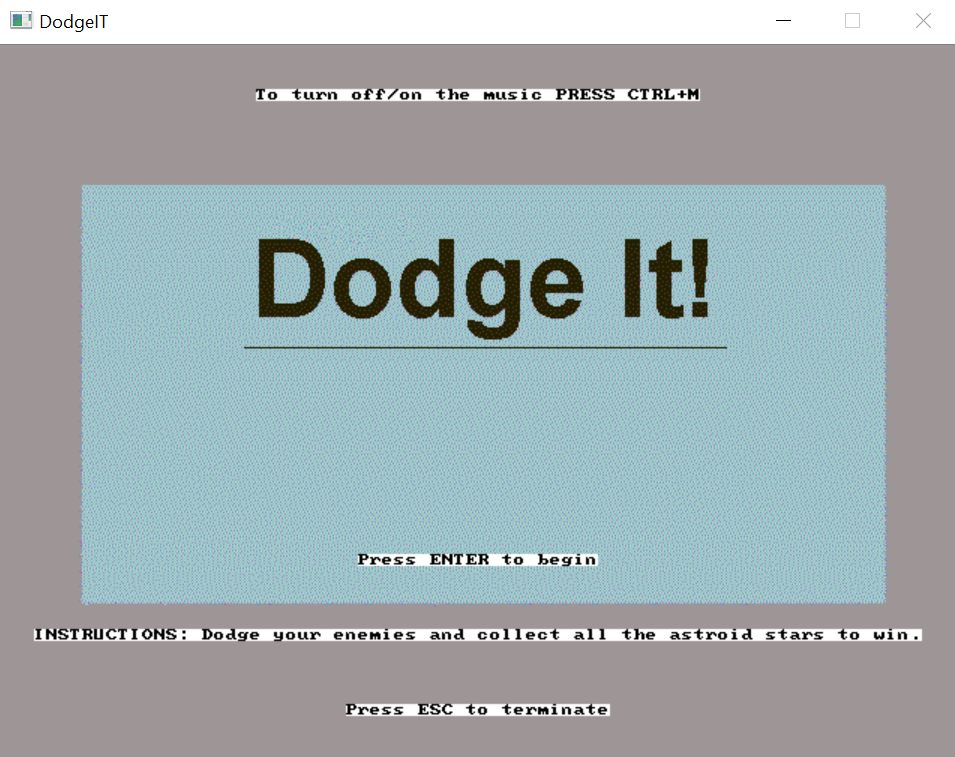 DodgeIT
To turn off/on the music PRESS CTRL+M
Dodge It!
Press ENTER to begin
INSTRUCTIONS: Dodge your enemies and collect all the astroid stars to win.
Press ESC to terminate